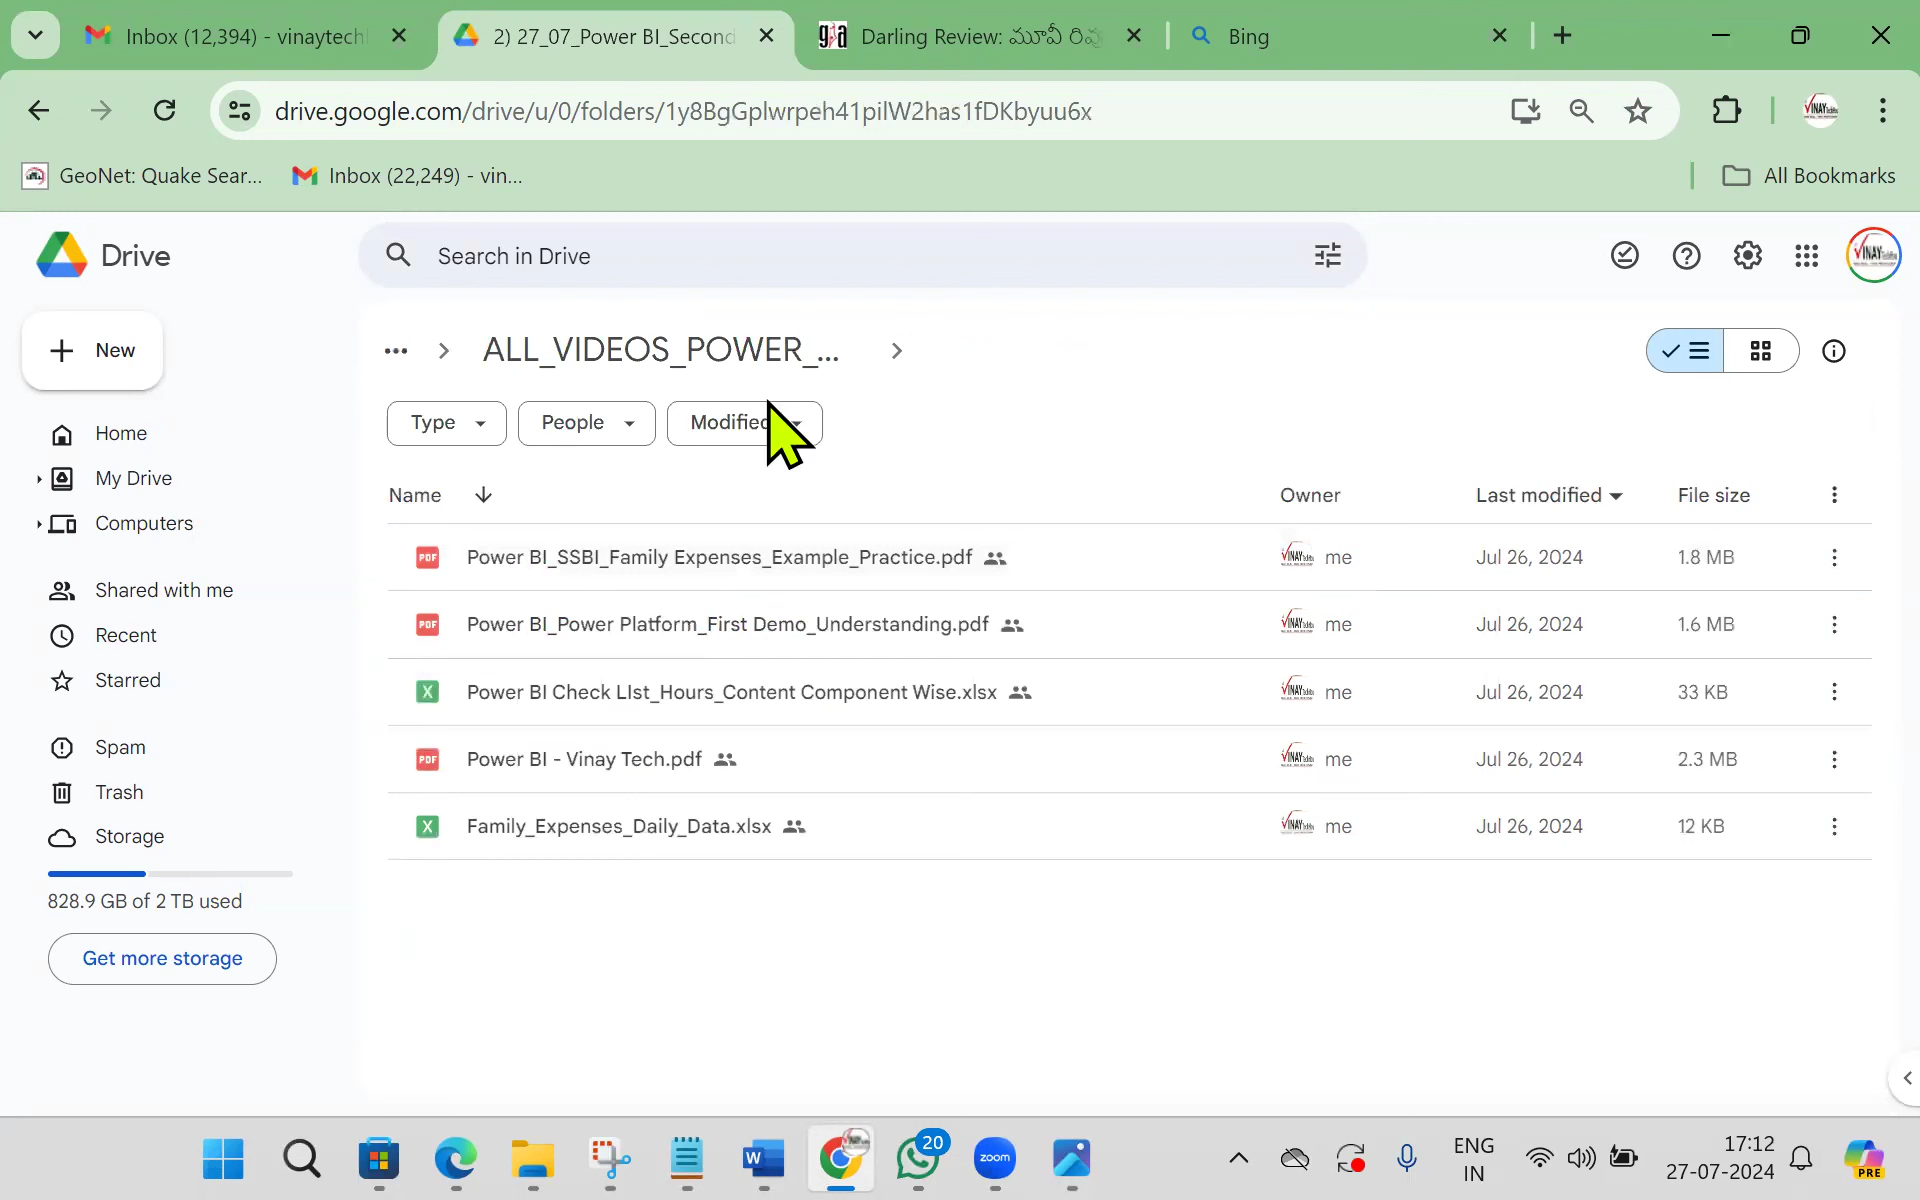 Inbox (12,394) - vinaytech
2) 27_07_Power BI_Second
Darling Review: మూవీ రివ్యూ
Bing
drive.google.com/drive/u/0/folders/1y8BgGplwrpeh41pilW2has1fDKbyuu6x
GeoNet: Quake Sear...
Inbox (22,249) - vin...
All Bookmarks
Drive
Search in Drive
New
ALL_VIDEOS_POWER_...
Type
People
Modified
Home
My Drive
Computers
Shared with me
Recent
Starred
Spam
Trash
Storage
828.9 GB of 2 TB used
Get more storage
Name
Owner
Last modified
File size
Power BI_SSBI_Family Expenses_Example_Practice.pdf
me
Jul 26, 2024
1.8 MB
Power BI_Power Platform_First Demo_Understanding.pdf
me
Jul 26, 2024
1.6 MB
Power BI Check LIst_Hours_Content Component Wise.xlsx
me
Jul 26, 2024
33 KB
Power BI - Vinay Tech.pdf
me
Jul 26, 2024
2.3 MB
Family_Expenses_Daily_Data.xlsx
me
Jul 26, 2024
12 KB
20
zoom
ENG
IN
17:12
27-07-2024
PRE